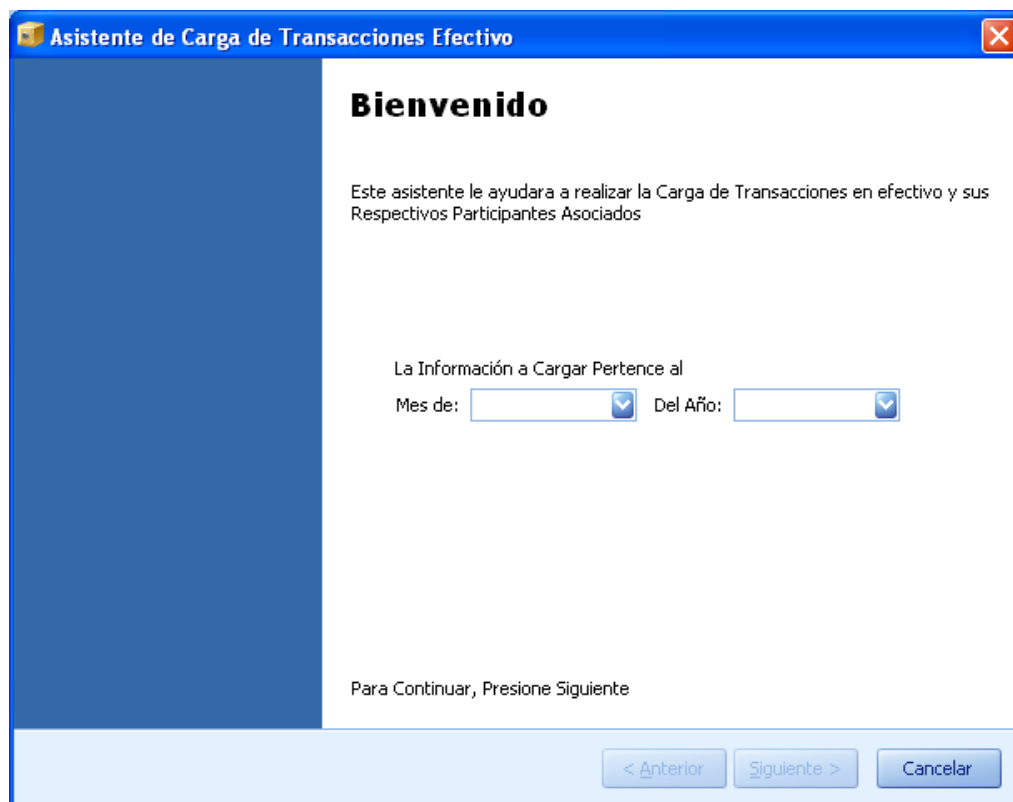 Asistente de Carga de Transacciones Efectivo
Bienvenido
Este asistente le ayudara a realizar la Carga de Transacciones en efectivo y sus
Respectivos Participantes Asociados
La Información a Cargar Pertence al
Mes de: Del Año:
Para Continuar, Presione Siguiente
< Anterior Siguiente > Cancelar